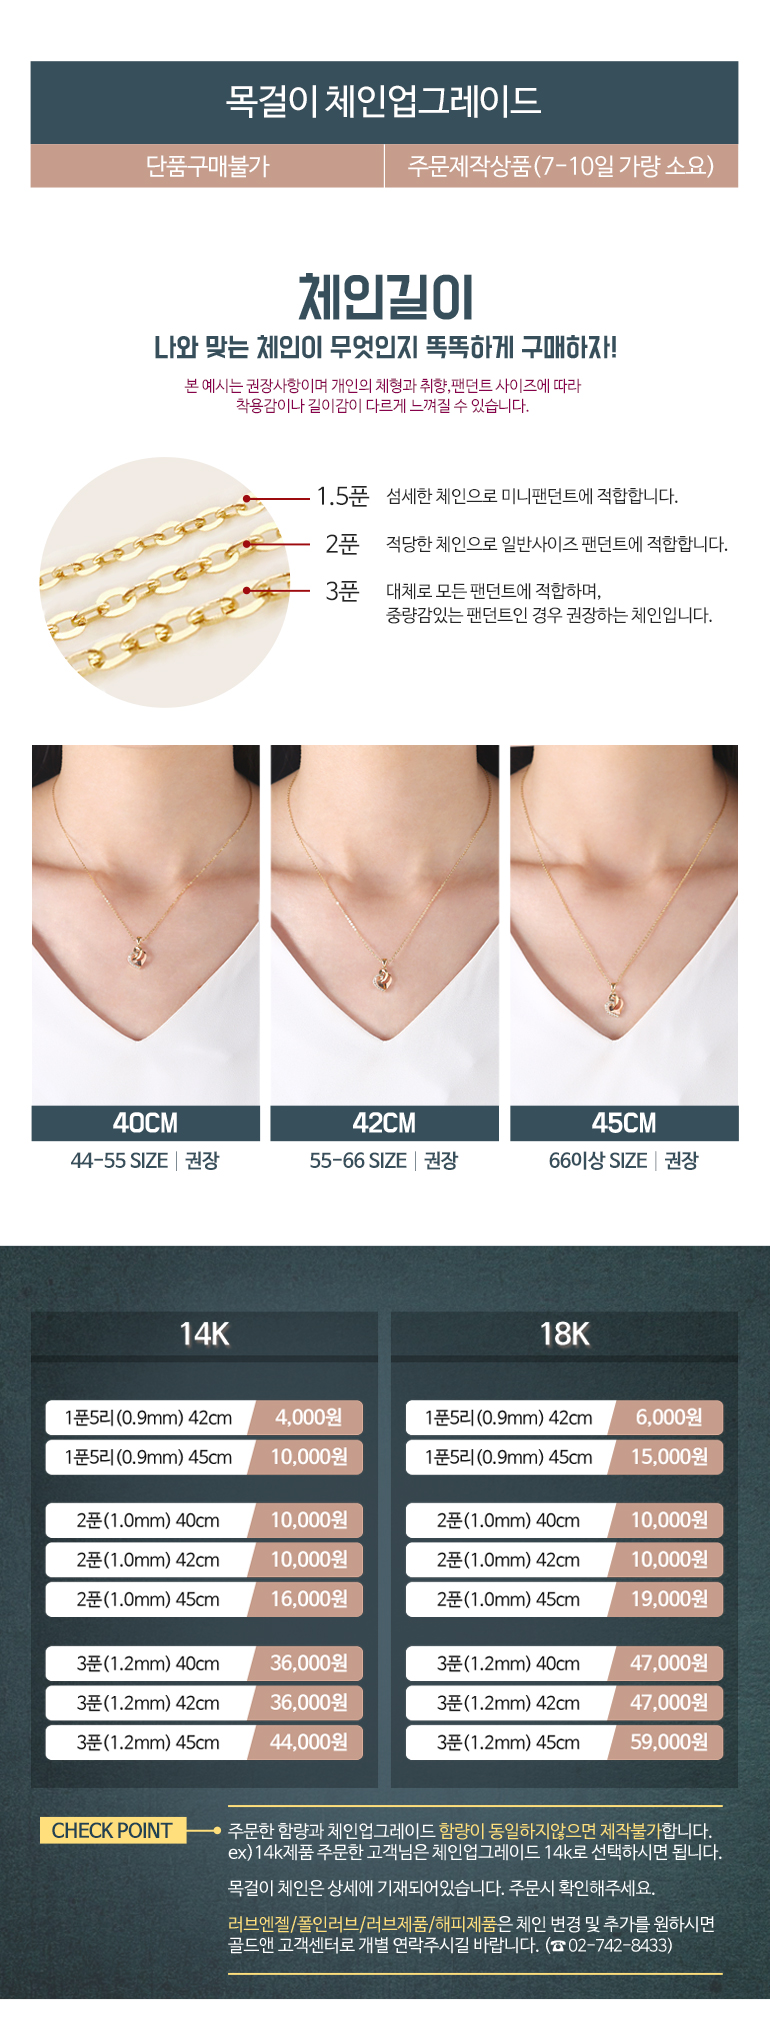 목걸이 체인업그레이드
단품구매불가
주문제작상품(7-10일 가량 소요)
체인길이
나와 맞는 체인이 무엇인지 똑똑하게 구매하자!
본 예시는 권장사항이며 개인의 체형과 취향,팬던트 사이즈에 따라
착용감이나 길이감이 다르게 느껴질 수 있습니다.
1.5푼 섬세한 체인으로 미니팬던트에 적합합니다.
2푼 적당한 체인으로 일반사이즈 팬던트에 적합합니다.
3푼 대체로 모든 팬던트에 적합하며,
중량감있는 팬던트인 경우 권장하는 체인입니다.
40CM
44-55 SIZE | 권장
42CM
55-66 SIZE | 권장
45CM
66이상 SIZE | 권장
14K
1푼5리(0.9mm) 42cm 4,000원
1푼5리(0.9mm) 45cm 10,000원
2푼(1.0mm) 40cm 10,000원
2푼(1.0mm) 42cm 10,000원
2푼(1.0mm) 45cm 16,000원
3푼(1.2mm) 40cm 36,000원
3푼(1.2mm) 42cm 36,000원
3푼(1.2mm) 45cm 44,000원
18K
1푼5리(0.9mm) 42cm 6,000원
1푼5리(0.9mm) 45cm 15,000원
2푼(1.0mm) 40cm 10,000원
2푼(1.0mm) 42cm 10,000원
2푼(1.0mm) 45cm 19,000원
3푼(1.2mm) 40cm 47,000원
3푼(1.2mm) 42cm 47,000원
3푼(1.2mm) 45cm 59,000원
CHECK POINT
주문한 함량과 체인업그레이드 함량이 동일하지않으면 제작불가합니다.
ex)14k제품 주문한 고객님은 체인업그레이드 14k로 선택하시면 됩니다.
목걸이 체인은 상세에 기재되어있습니다. 주문시 확인해주세요.
러브엔젤/폴인러브/러브제품/해피제품은 체인 변경 및 추가를 원하시면
골드앤 고객센터로 개별 연락주시길 바랍니다. (☎02-742-8433)